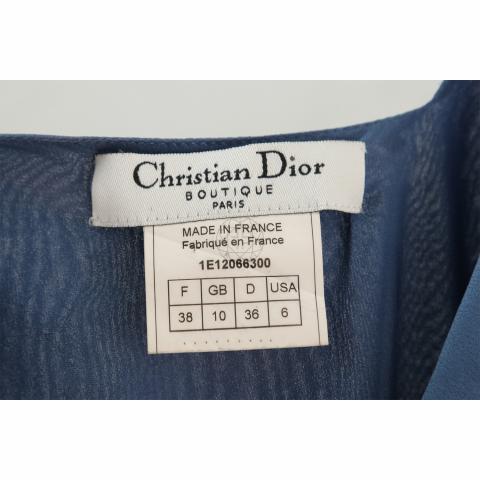 Christian Dior
BOUTIQUE
PARIS
MADE IN FRANCE
Fabriqué en France
1E12066300
F GB D USA
38 10 36 6